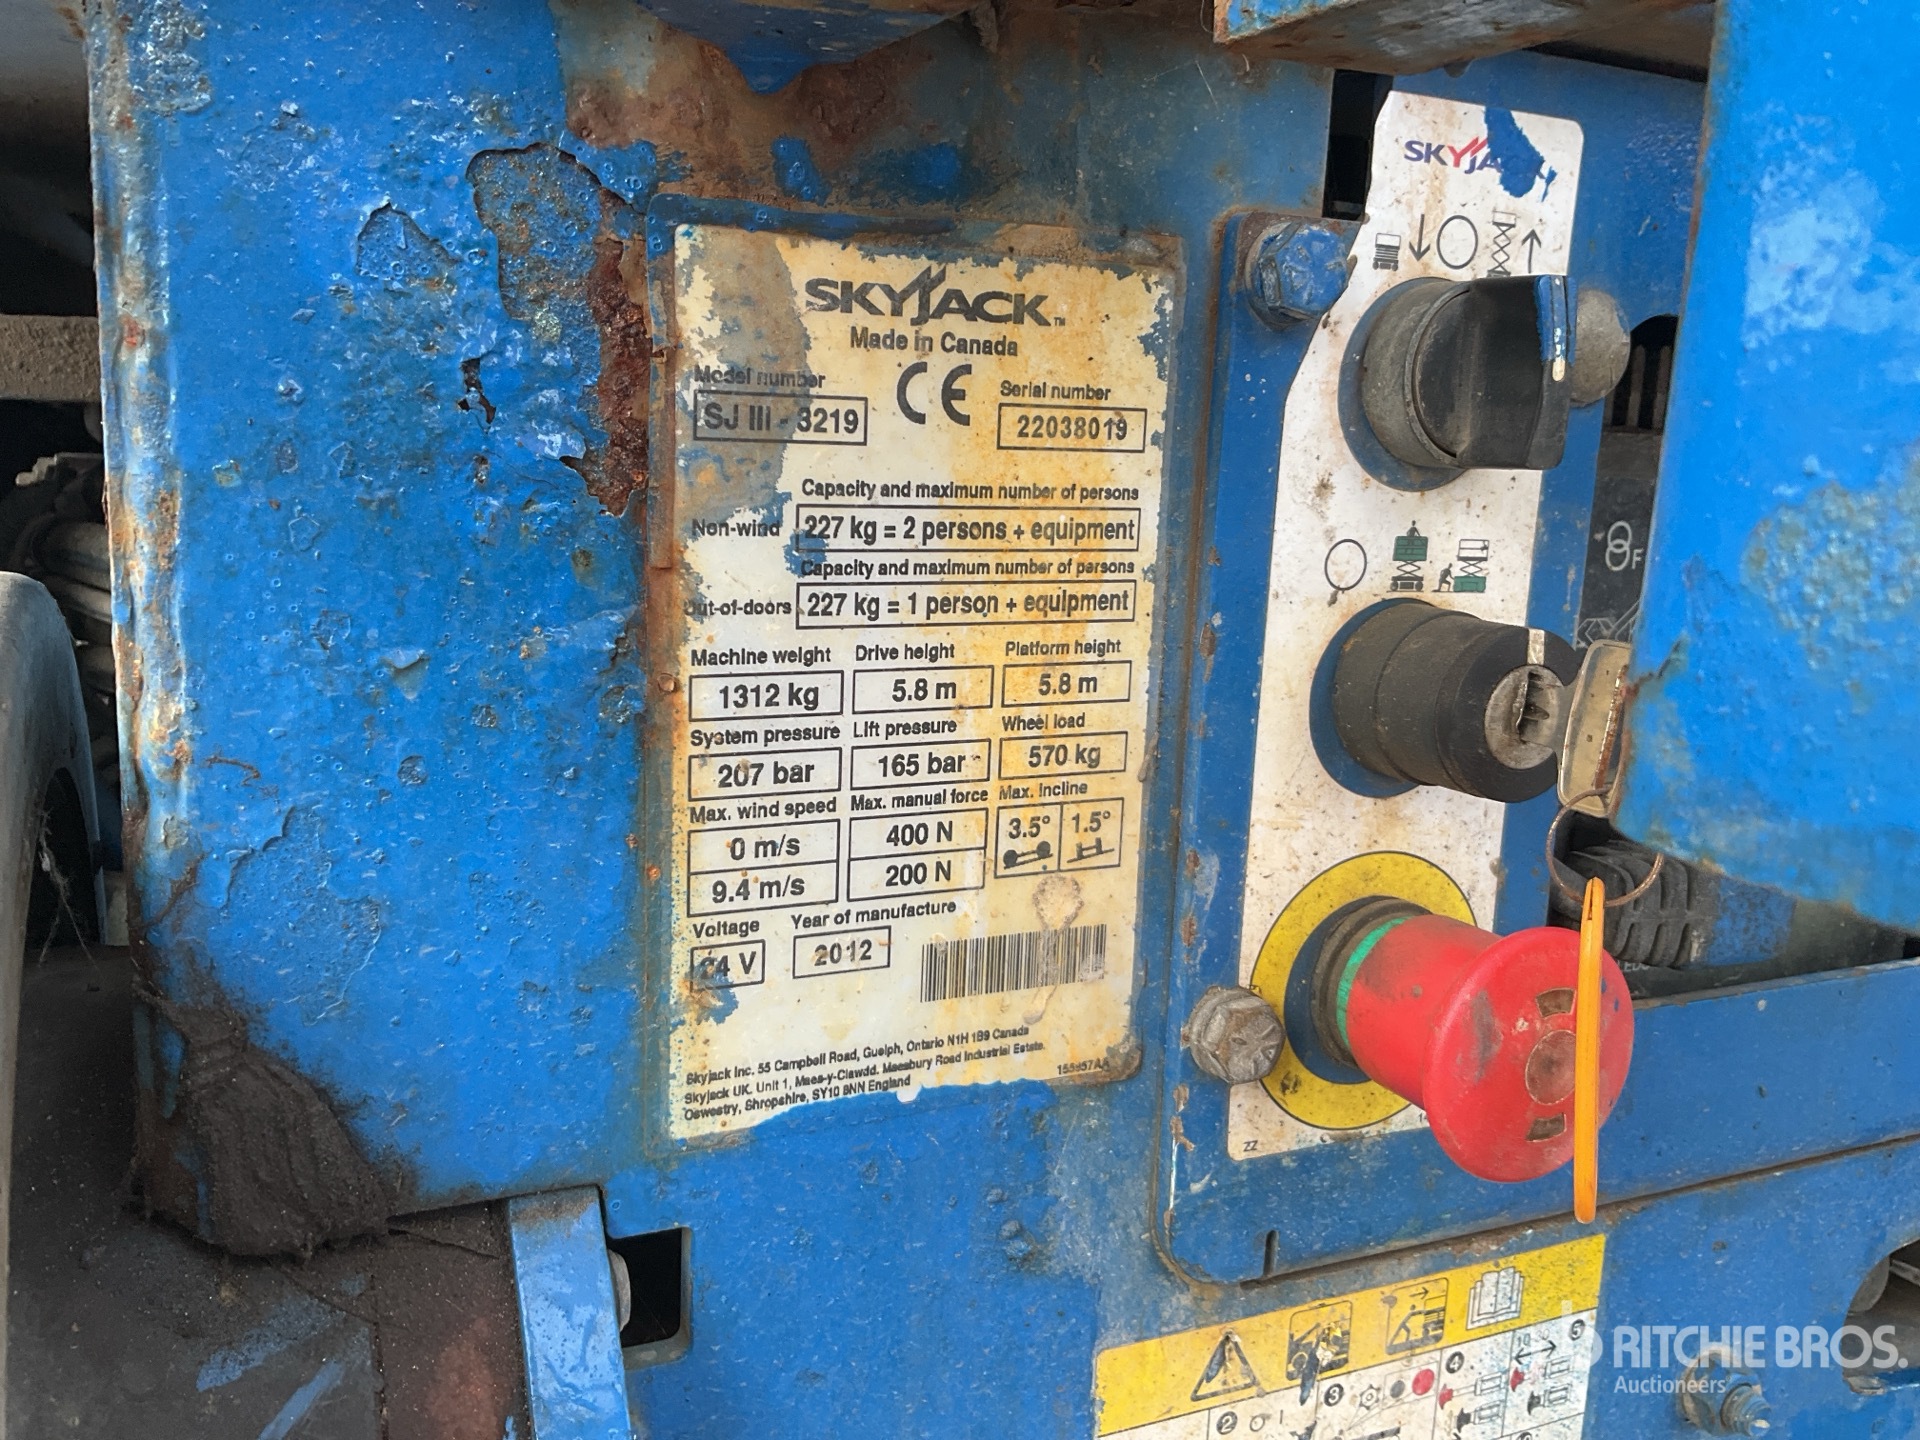 SKYJACK™
Made in Canada
Model number
SJ III - 3219
CE
Serial number
22038019
Capacity and maximum number of persons
Non-wind 227 kg = 2 persons + equipment
Capacity and maximum number of persons
Out-of-doors 227 kg = 1 person + equipment
Machine weight Drive height Platform height
1312 kg 5.8 m 5.8 m
System pressure Lift pressure Wheel load
207 bar 165 bar 570 kg
Max. wind speed Max. manual force Max. incline
0 m/s 400 N 3.5° 1.5°
9.4 m/s 200 N
Voltage Year of manufacture
24 V 2012
Skyjack Inc. 55 Campbell Road, Guelph, Ontario N1H 1B9 Canada
Skyjack UK. Unit 1, Maes-y-Clawdd. Maesbury Road Industrial Estate.
Oswestry, Shropshire, SY10 8NN England
SKYJACK
F
ZZ
2 3 4 5
RITCHIE BROS.
Auctioneers